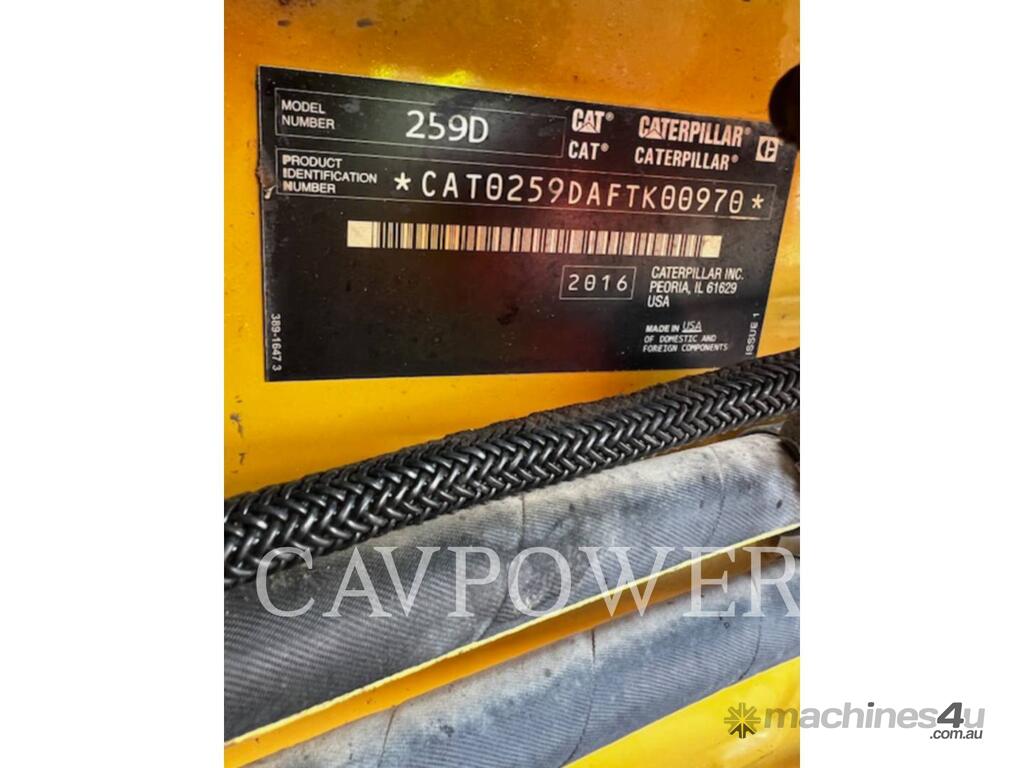 MODEL
NUMBER
259D
CAT®
CATERPILLAR®
CAT®
CATERPILLAR®
PRODUCT
IDENTIFICATION
NUMBER
*CAT0259DAFTK00970*
2016
CATERPILLAR INC.
PEORIA, IL 61629
USA
MADE IN USA
OF DOMESTIC AND
FOREIGN COMPONENTS
389-1647 3
ISSUE 1
CAVPOWER
machines4u
.com.au